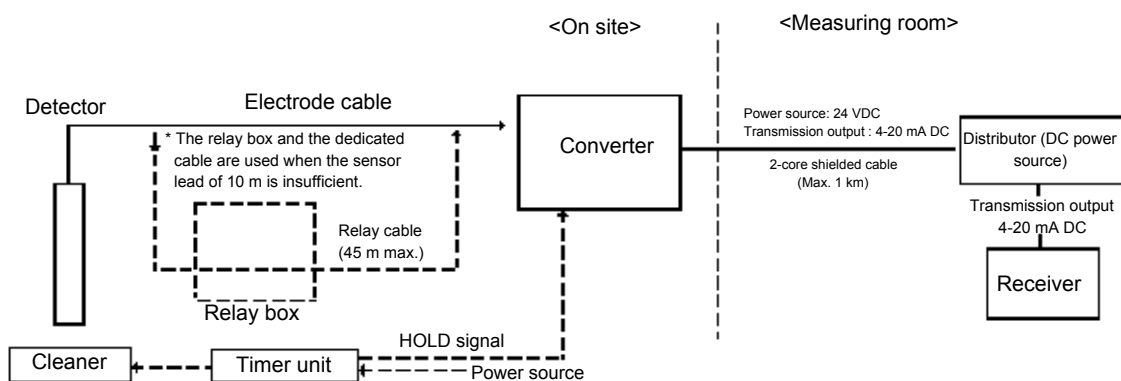 <On site>
<Measuring room>
Detector
Electrode cable
* The relay box and the dedicated
cable are used when the sensor
lead of 10 m is insufficient.
Converter
Power source: 24 VDC
Transmission output : 4-20 mA DC
2-core shielded cable
(Max. 1 km)
Distributor (DC power
source)
Transmission output
4-20 mA DC
Receiver
Relay cable
(45 m max.)
Relay box
HOLD signal
Cleaner
Timer unit
Power source